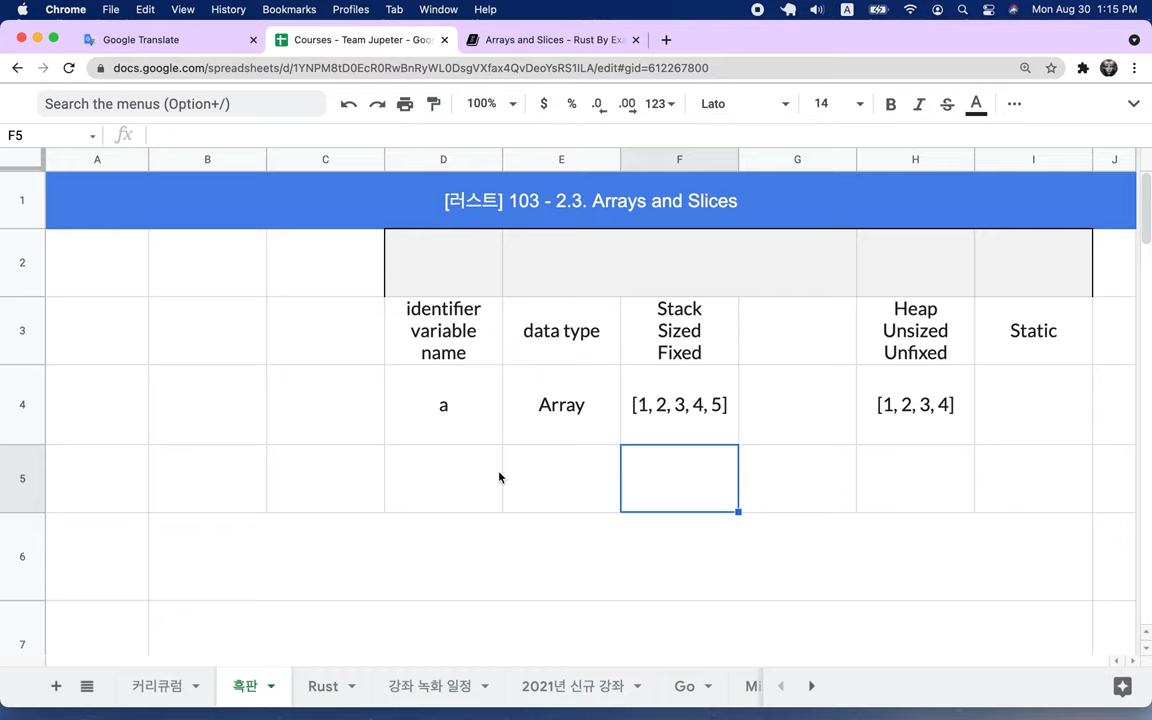 Chrome File Edit View History Bookmarks Profiles Tab Window Help A Mon Aug 30 1:15 PM
Google Translate Courses - Team Jupeter - Goo Arrays and Slices - Rust By Exa
docs.google.com/spreadsheets/d/1YNPM8tD0EcR0RwBnRyWL0DsgVXfax4QvDeoYsRS1ILA/edit#gid=612267800
Search the menus (Option+/) 100% $ % .0 .00 123 Lato 14 B I S A
F5 fx
A B C D E F G H I J
1 [러스트] 103 - 2.3. Arrays and Slices
2
3 identifier variable name data type Stack Sized Fixed Heap Unsized Unfixed Static
4 a Array [1, 2, 3, 4, 5] [1, 2, 3, 4]
5
6
7
커리큘럼 흑판 Rust 강좌 녹화 일정 2021년 신규 강좌 Go